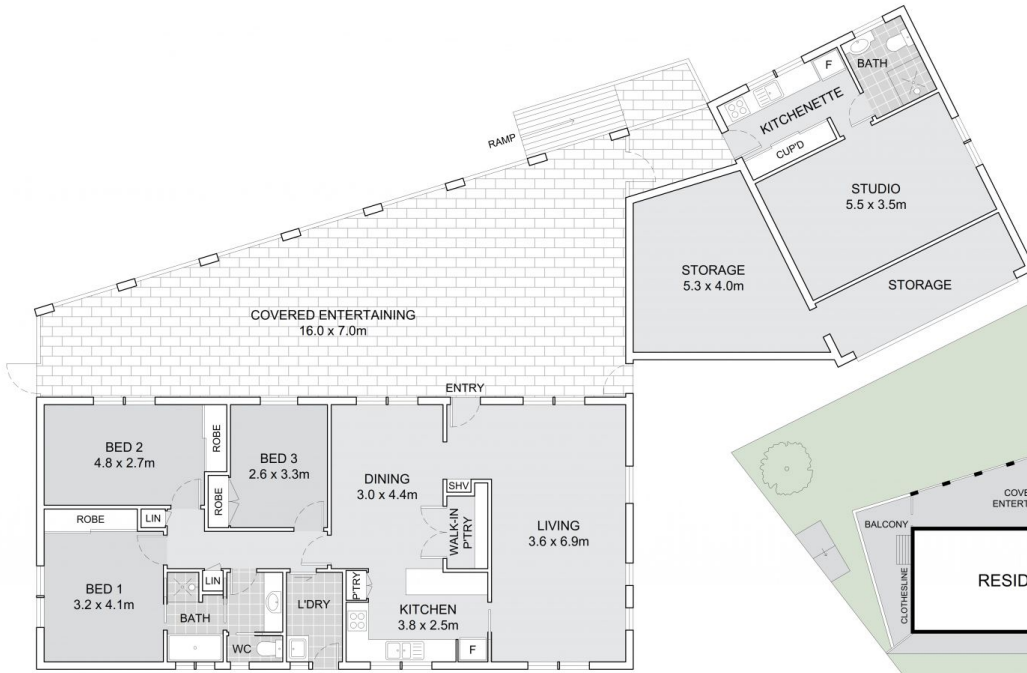 F
BATH
KITCHENETTE
RAMP
CUP'D
STUDIO
5.5 x 3.5m
STORAGE
5.3 x 4.0m
STORAGE
COVERED ENTERTAINING
16.0 x 7.0m
ENTRY
BED 2
4.8 x 2.7m
ROBE
BED 3
2.6 x 3.3m
ROBE
DINING
3.0 x 4.4m
SHV
WALK-IN
P'TRY
LIVING
3.6 x 6.9m
ROBE
LIN
BED 1
3.2 x 4.1m
LIN
BATH
WC
L'DRY
P'TRY
KITCHEN
3.8 x 2.5m
F
COVE
ENTERT
BALCONY
CLOTHESLINE
RESID